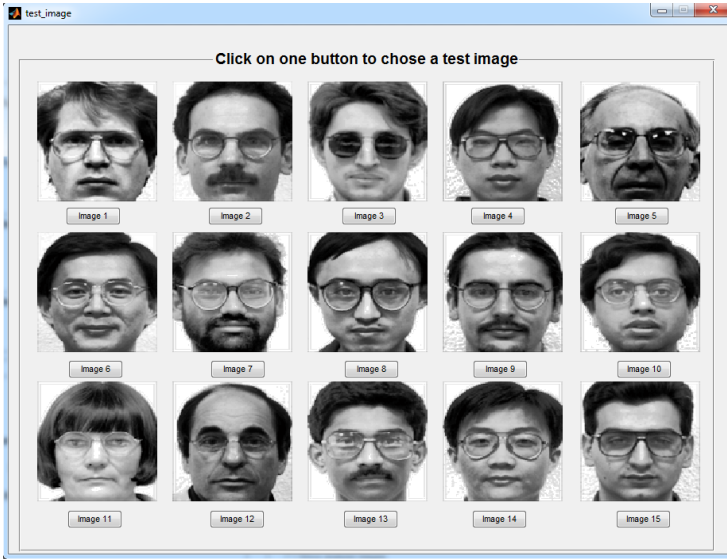 test_image
Click on one button to chose a test image
Image 1
Image 2
Image 3
Image 4
Image 5
Image 6
Image 7
Image 8
Image 9
Image 10
Image 11
Image 12
Image 13
Image 14
Image 15